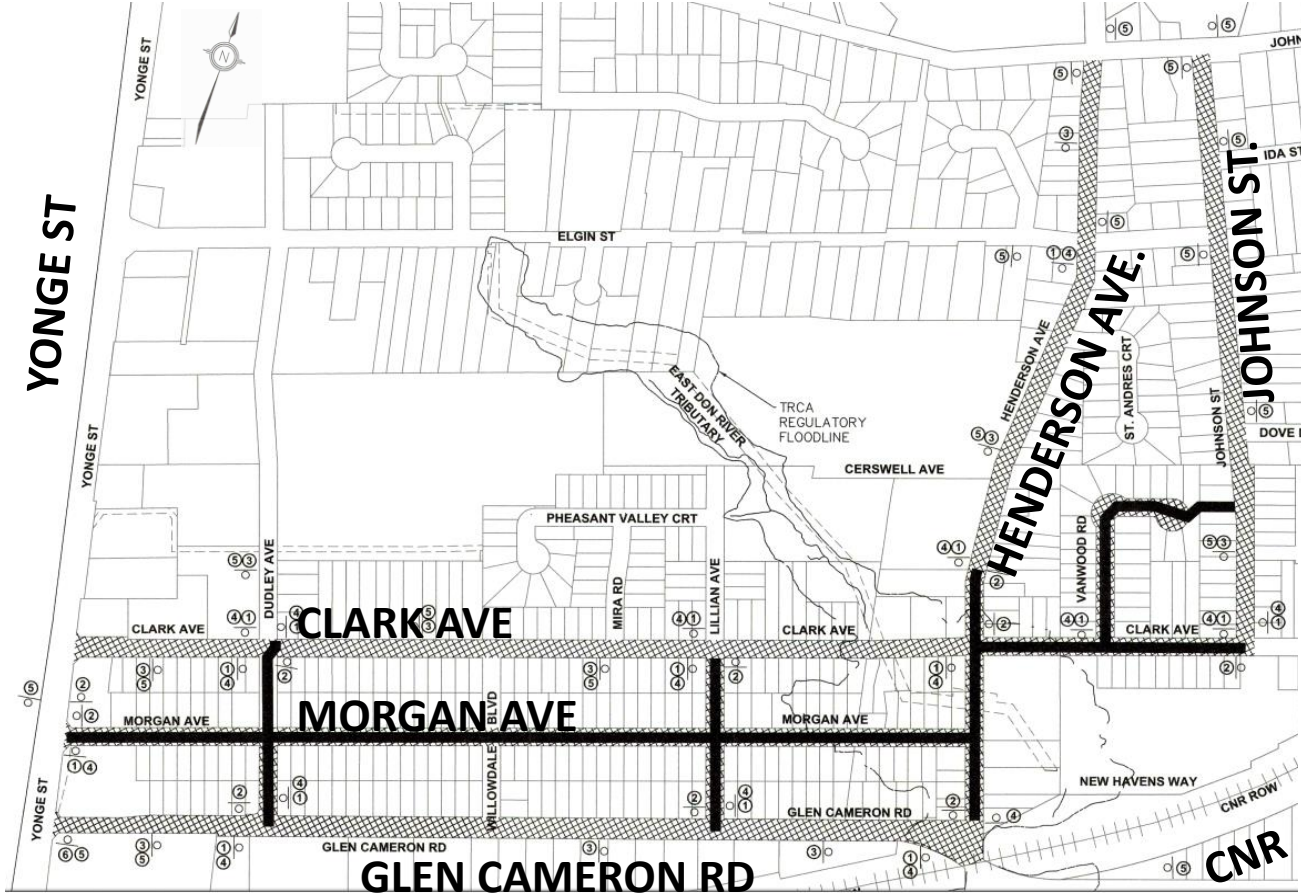 YONGE ST
N
JOHN
IDA ST
ELGIN ST
YONGE ST
JOHNSON ST.
HENDERSON AVE.
HENDERSON AVE
ST. ANDRES CRT
JOHNSON ST
EAST DON RIVER
TRIBUTARY
TRCA
REGULATORY
FLOODLINE
DOVE
YONGE ST
CERSWELL AVE
PHEASANT VALLEY CRT
DUDLEY AVE
MIRA RD
LILLIAN AVE
VANWOOD RD
CLARK AVE
CLARK AVE
CLARK AVE
CLARK AVE
MORGAN AVE
MORGAN AVE
MORGAN AVE
WILLOWDALE BLVD
NEW HAVENS WAY
YONGE ST
GLEN CAMERON RD
CNR ROW
GLEN CAMERON RD
GLEN CAMERON RD
CNR